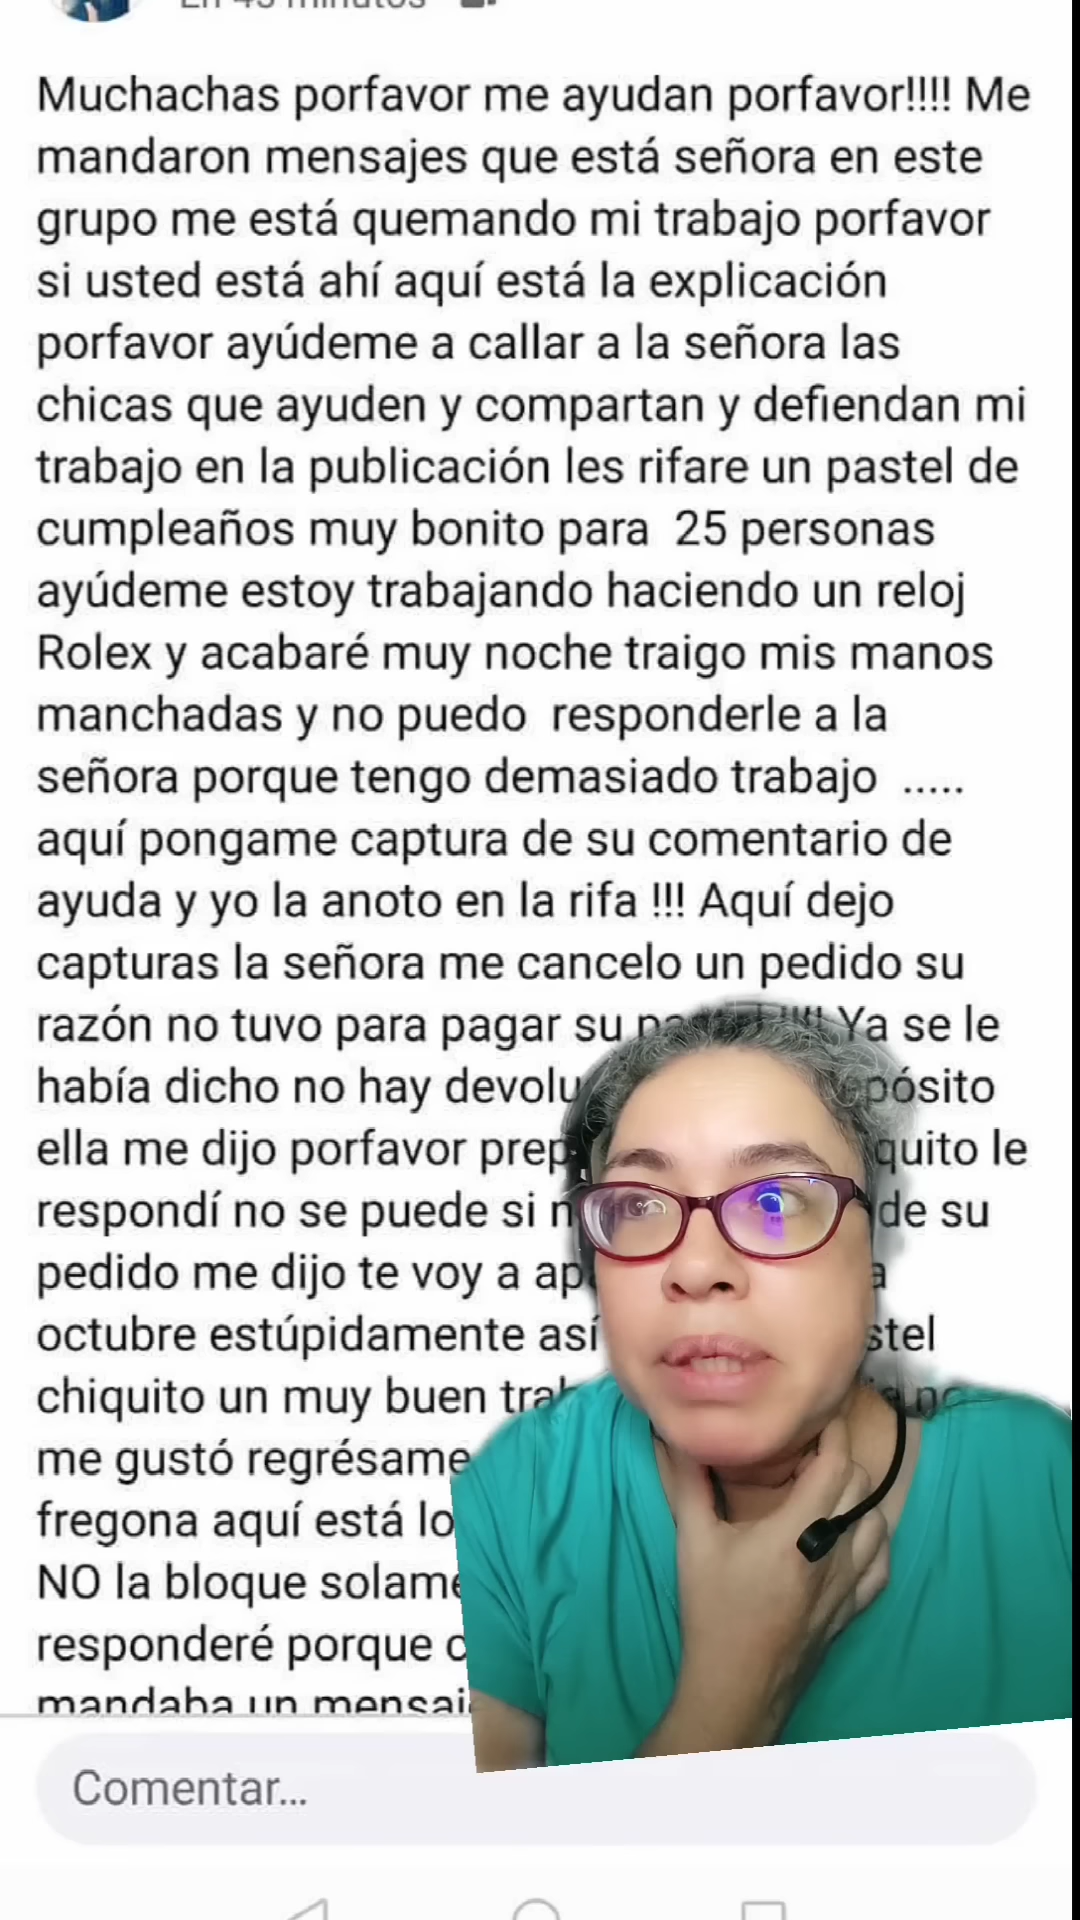 En 45 minutos
Muchachas porfavor me ayudan porfavor!!!! Me
mandaron mensajes que está señora en este
grupo me está quemando mi trabajo porfavor
si usted está ahí aquí está la explicación
porfavor ayúdeme a callar a la señora las
chicas que ayuden y compartan y defiendan mi
trabajo en la publicación les rifare un pastel de
cumpleaños muy bonito para 25 personas
ayúdeme estoy trabajando haciendo un reloj
Rolex y acabaré muy noche traigo mis manos
manchadas y no puedo responderle a la
señora porque tengo demasiado trabajo .....
aquí pongame captura de su comentario de
ayuda y yo la anoto en la rifa !!! Aquí dejo
capturas la señora me cancelo un pedido su
razón no tuvo para pagar su Ya se le
había dicho no hay
ella me dijo porfavor le
respondí no se puede si de su
pedido me dijo te voy a
octubre estúpidamente así
chiquito un muy buen
me gustó
fregona aquí está
NO la
responderé porque
mandaba un
Comentar...